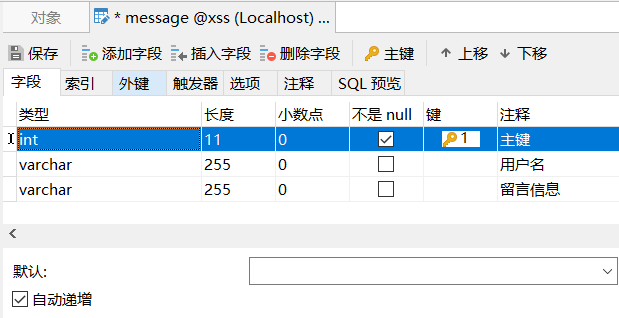 对象 * message @xss (Localhost) ...
保存 添加字段 插入字段 删除字段 主键 上移 下移
字段 索引 外键 触发器 选项 注释 SQL 预览
类型 长度 小数点 不是 null 键 注释
int 11 0 1 主键
varchar 255 0 用户名
varchar 255 0 留言信息
默认:
自动递增